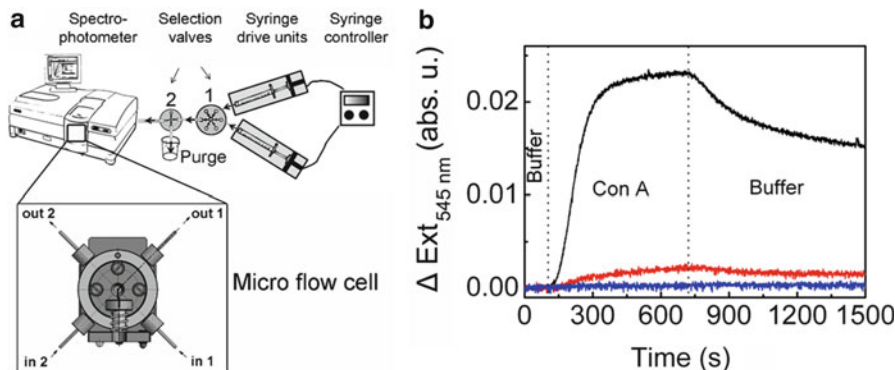 a
Spectro-
photometer
Selection
valves
Syringe
drive units
Syringe
controller
2
1
Purge
out 2
out 1
Micro flow cell
in 2
in 1
b
Δ Ext545 nm (abs. u.)
0.02
0.01
0.00
Buffer
Con A
Buffer
0 300 600 900 1200 1500
Time (s)